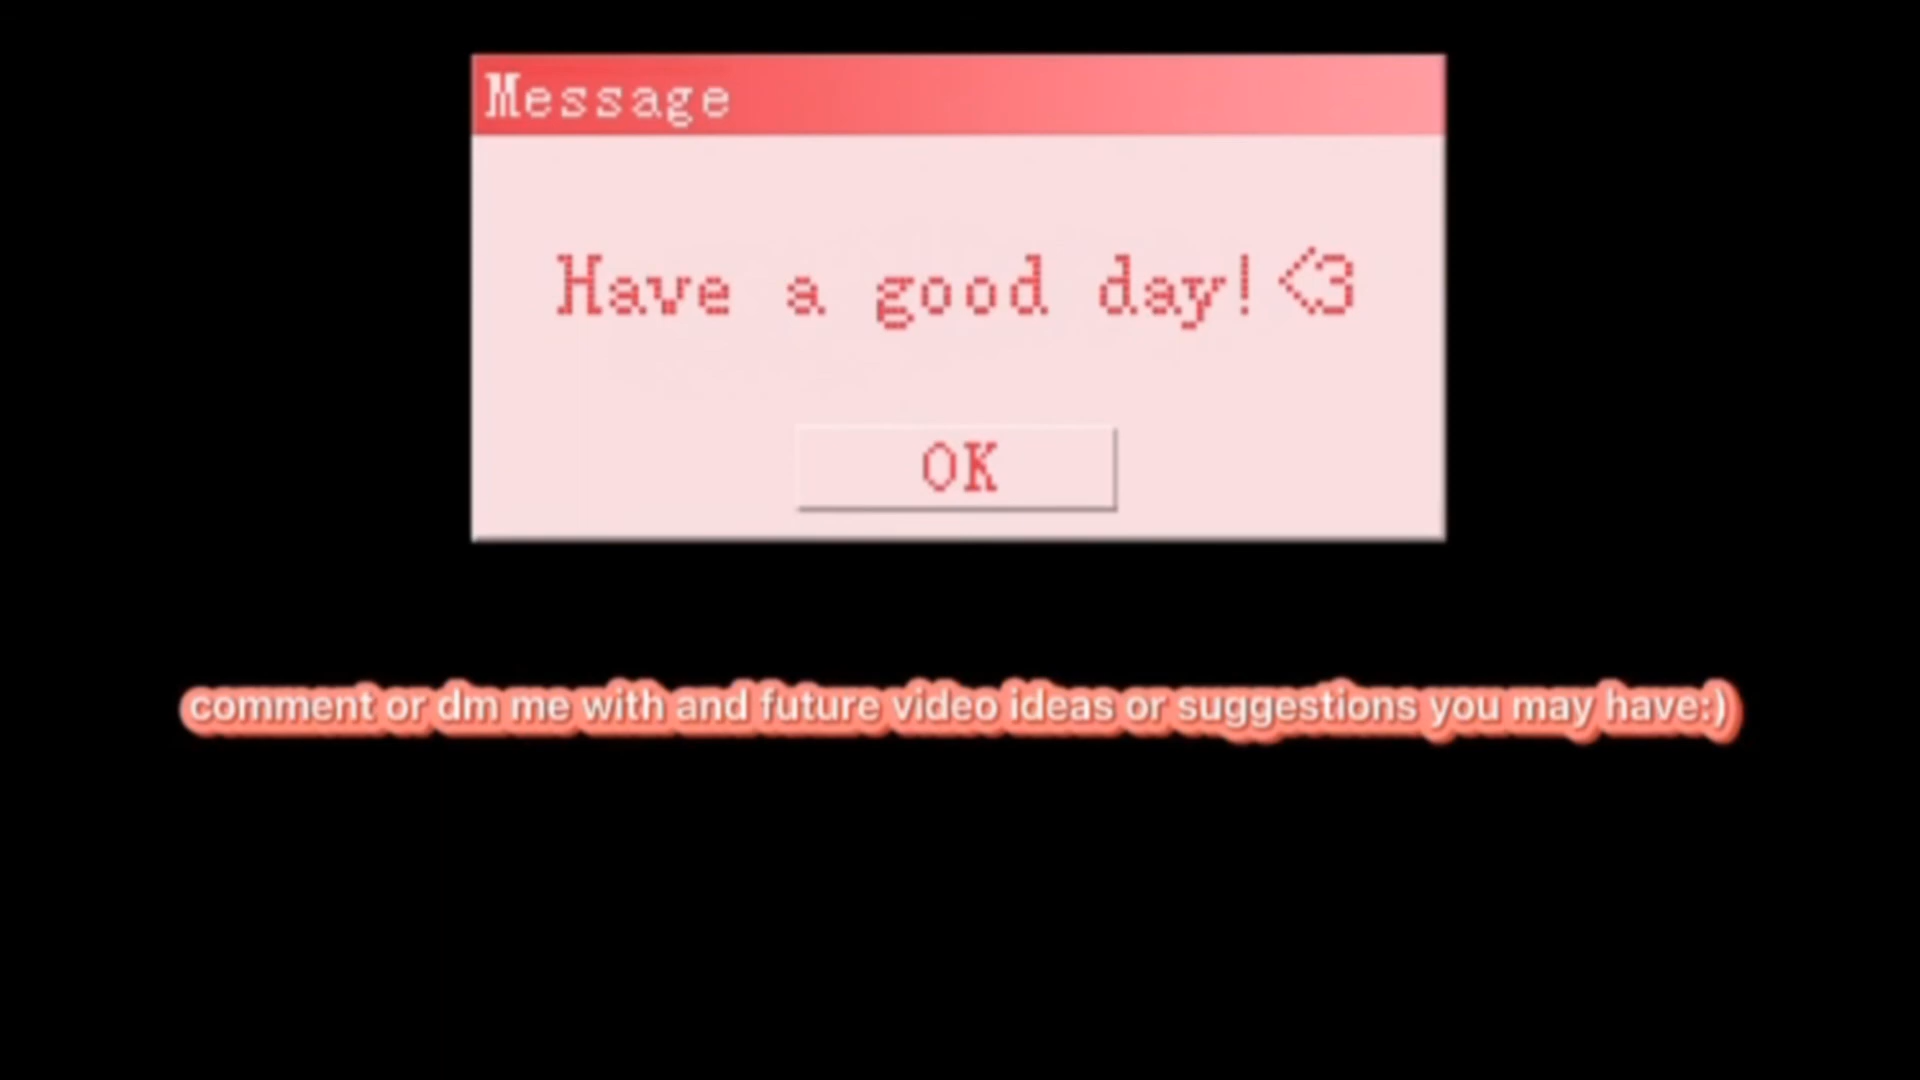 Message
Have a good day!<3
OK
comment or dm me with and future video ideas or suggestions you may have:)